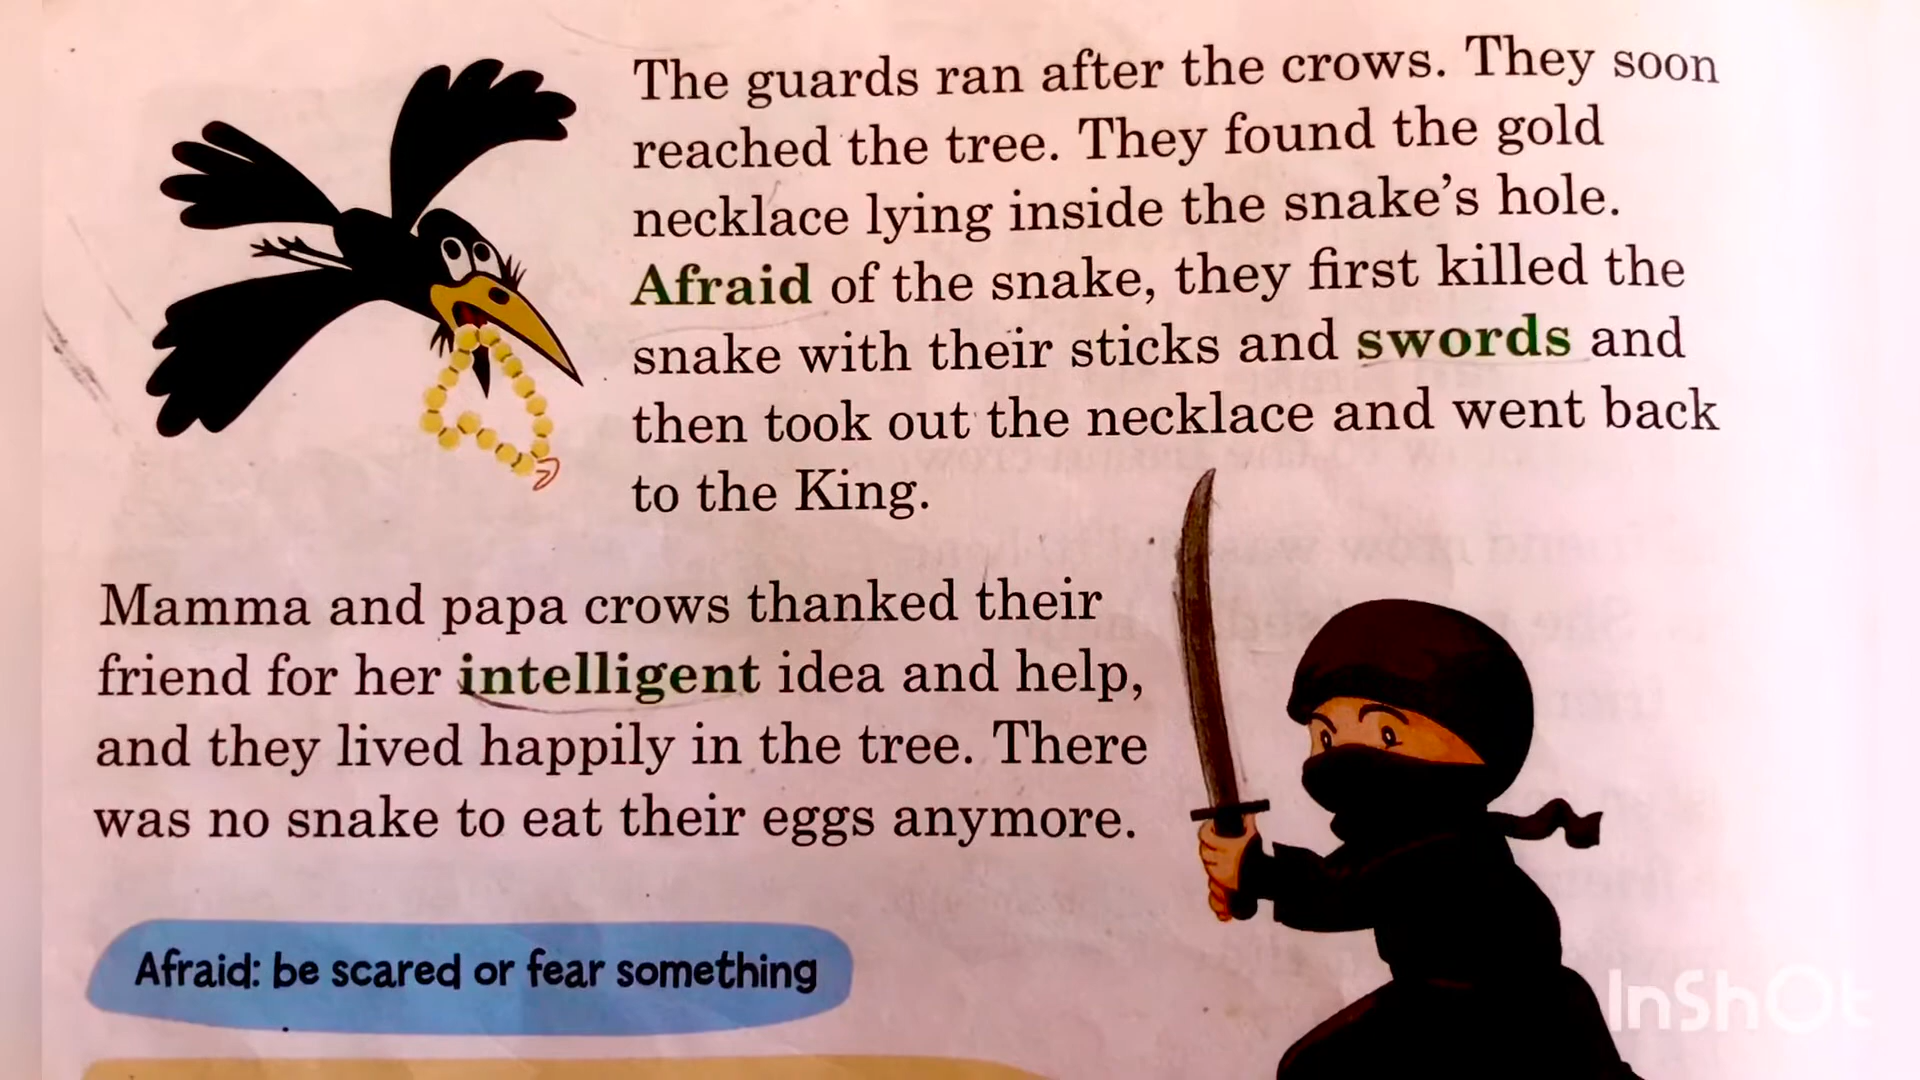 The guards ran after the crows. They soon
reached the tree. They found the gold
necklace lying inside the snake's hole.
Afraid of the snake, they first killed the
snake with their sticks and swords and
then took out the necklace and went back
to the King.
Mamma and papa crows thanked their
friend for her intelligent idea and help,
and they lived happily in the tree. There
was no snake to eat their eggs anymore.
Afraid: be scared or fear something
InShOt